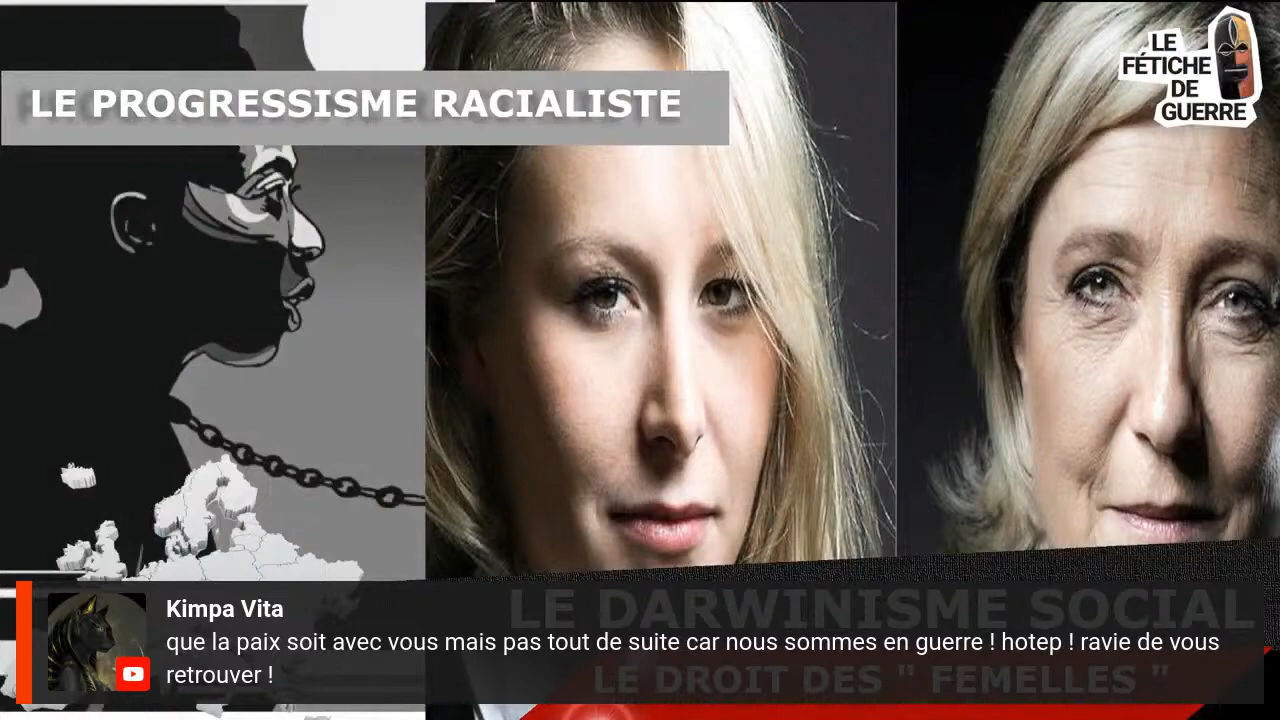 LE PROGRESSISME RACIALISTE
LE
FÉTICHE
DE
GUERRE
LE DARWINISME SOCIAL
LE DROIT DES " FEMELLES "
Kimpa Vita
que la paix soit avec vous mais pas tout de suite car nous sommes en guerre ! hotep ! ravie de vous
retrouver !